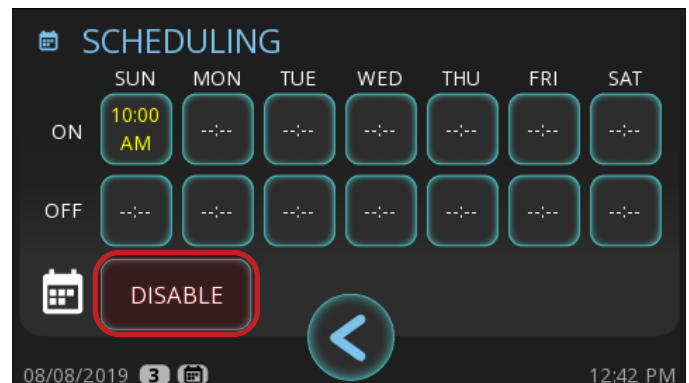 SCHEDULING
SUN MON TUE WED THU FRI SAT
ON 10:00 AM --:-- --:-- --:-- --:-- --:-- --:--
OFF --:-- --:-- --:-- --:-- --:-- --:-- --:--
DISABLE
08/08/2019 3 12:42 PM